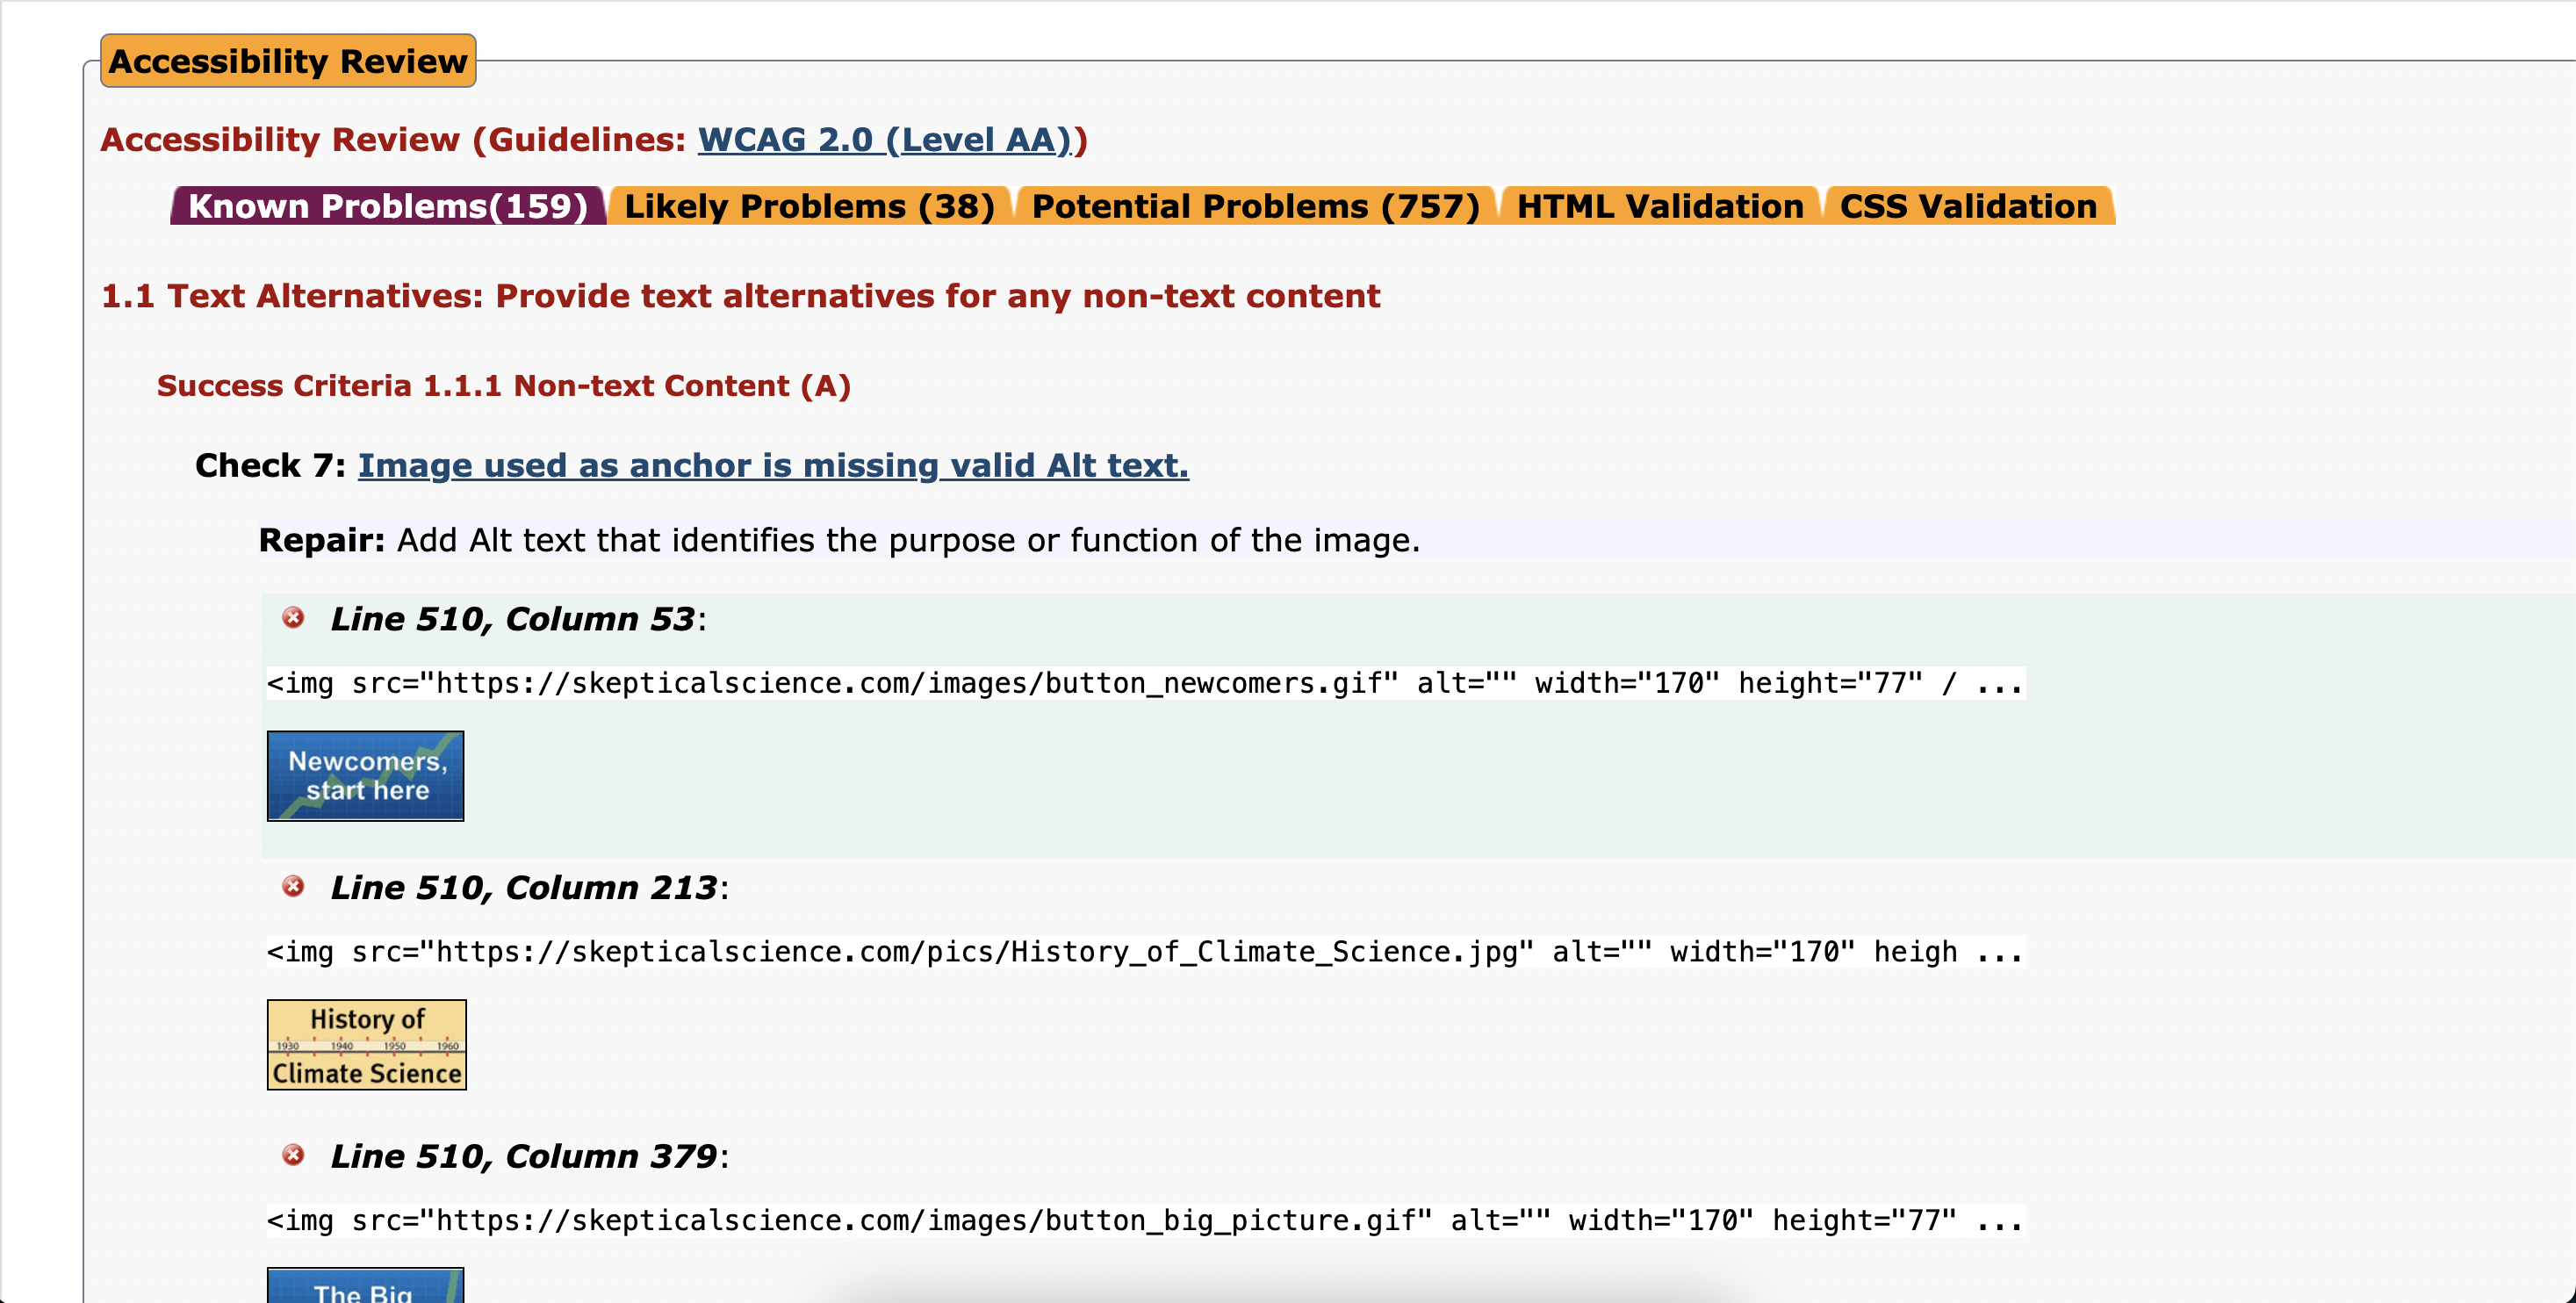 Accessibility Review
Accessibility Review (Guidelines: WCAG 2.0 (Level AA))
Known Problems(159) Likely Problems (38) Potential Problems (757) HTML Validation CSS Validation
1.1 Text Alternatives: Provide text alternatives for any non-text content
Success Criteria 1.1.1 Non-text Content (A)
Check 7: Image used as anchor is missing valid Alt text.
Repair: Add Alt text that identifies the purpose or function of the image.
Line 510, Column 53:
<img src="https://skepticalscience.com/images/button_newcomers.gif" alt="" width="170" height="77" / ...
Newcomers,
start here
Line 510, Column 213:
<img src="https://skepticalscience.com/pics/History_of_Climate_Science.jpg" alt="" width="170" heigh ...
History of
1930 1940 1950 1960
Climate Science
Line 510, Column 379:
<img src="https://skepticalscience.com/images/button_big_picture.gif" alt="" width="170" height="77" ...
The Big